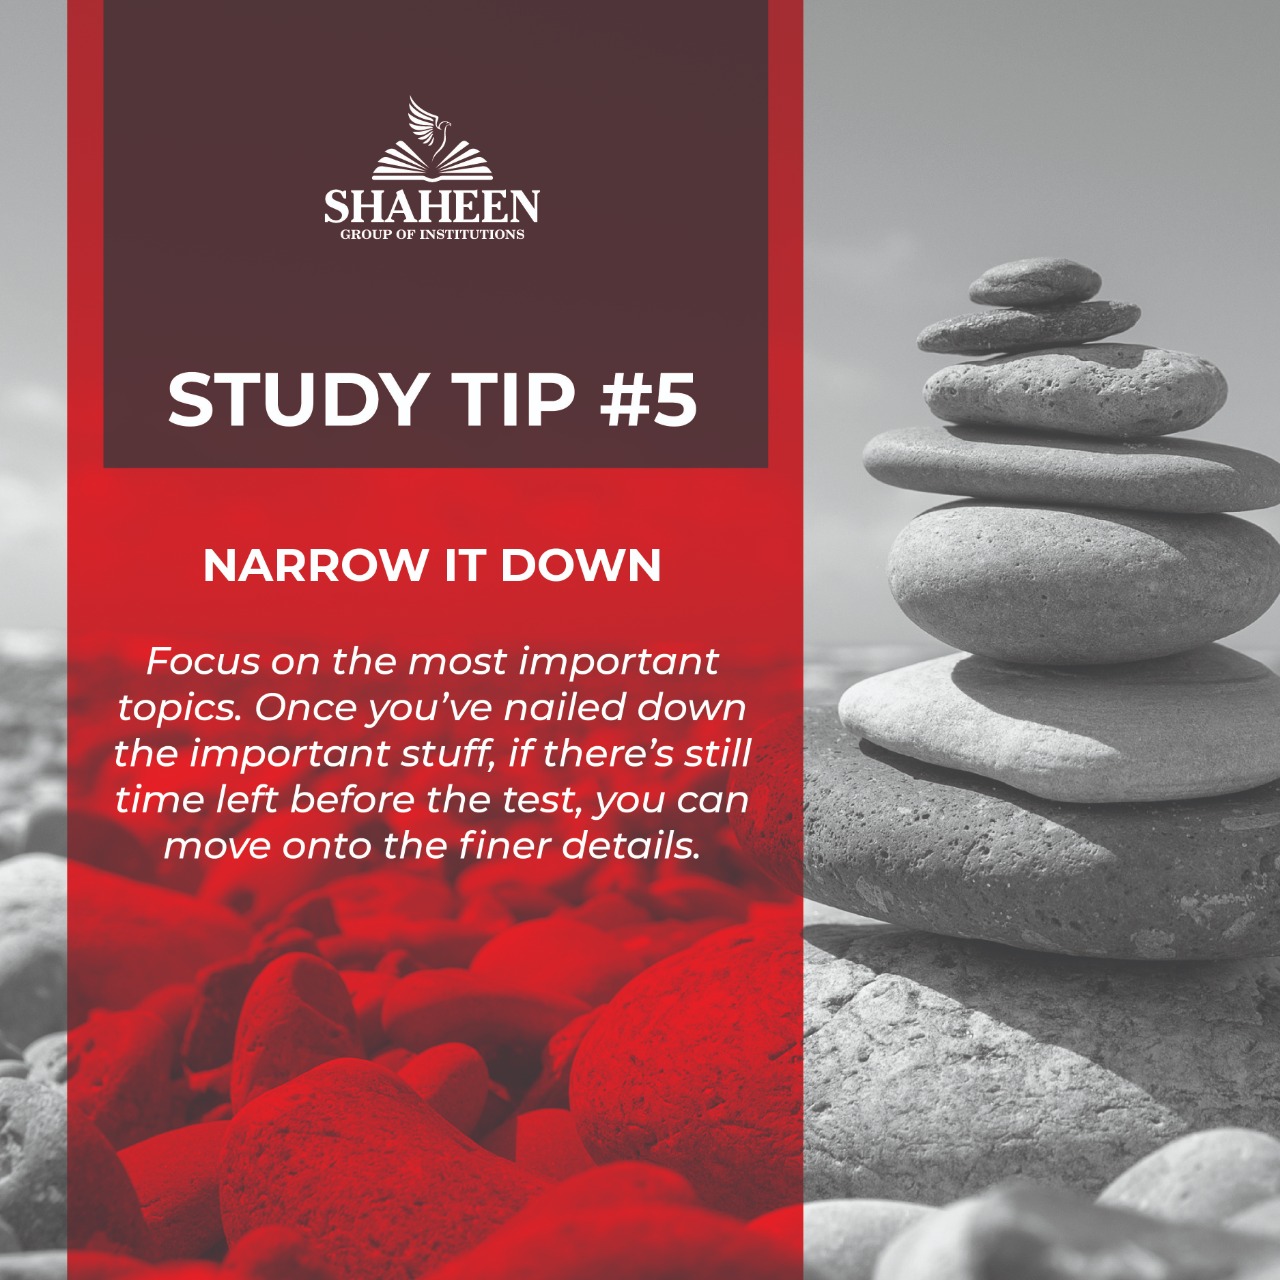 SHAHEEN
GROUP OF INSTITUTIONS
STUDY TIP #5
NARROW IT DOWN
Focus on the most important
topics. Once you’ve nailed down
the important stuff, if there’s still
time left before the test, you can
move onto the finer details.